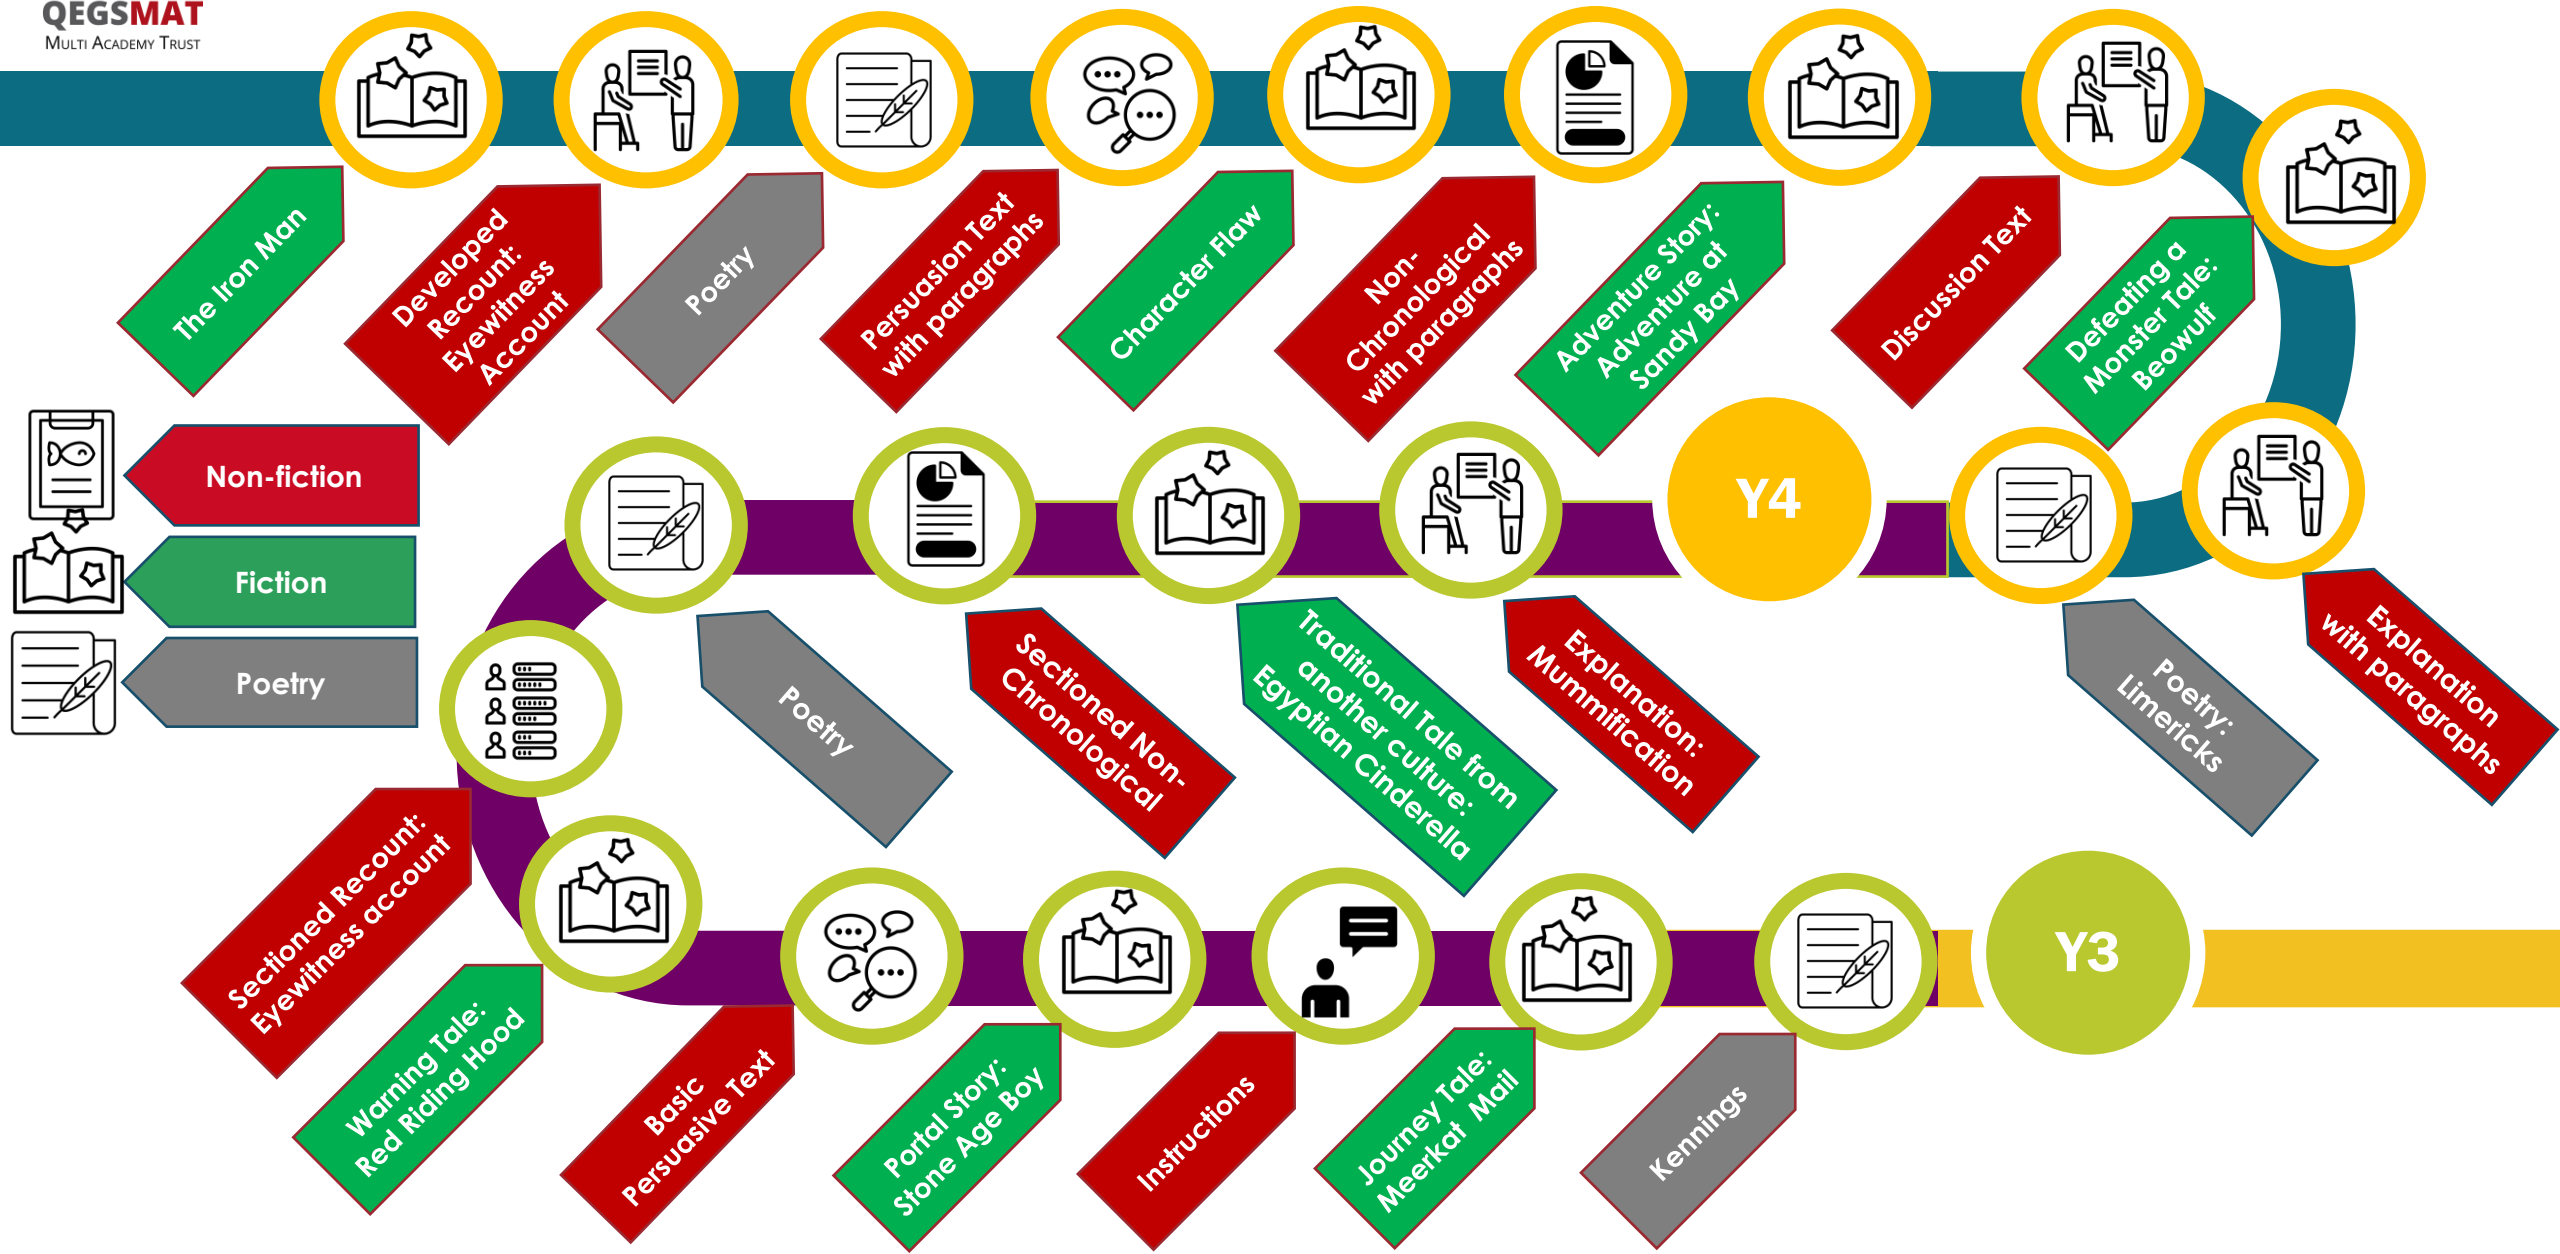 QEGSMAT
MULTI ACADEMY TRUST
The Iron Man
Developed
Recount:
Eyewitness
Account
Poetry
Persuasion Text
with paragraphs
Character Flaw
Non-
Chronological
with paragraphs
Adventure Story:
Adventure at
Sandy Bay
Discussion Text
Defeating a
Monster Tale:
Beowulf
Non-fiction
Fiction
Poetry
Y4
Poetry
Sectioned Non-
Chronological
Traditional Tale from
another culture:
Egyptian Cinderella
Explanation:
Mummification
Poetry:
Limericks
Explanation
with paragraphs
Sectioned Recount:
Eyewitness account
Warning Tale:
Red Riding Hood
Basic
Persuasive Text
Portal Story:
Stone Age Boy
Instructions
Journey Tale:
Meerkat Mail
Kennings
Y3